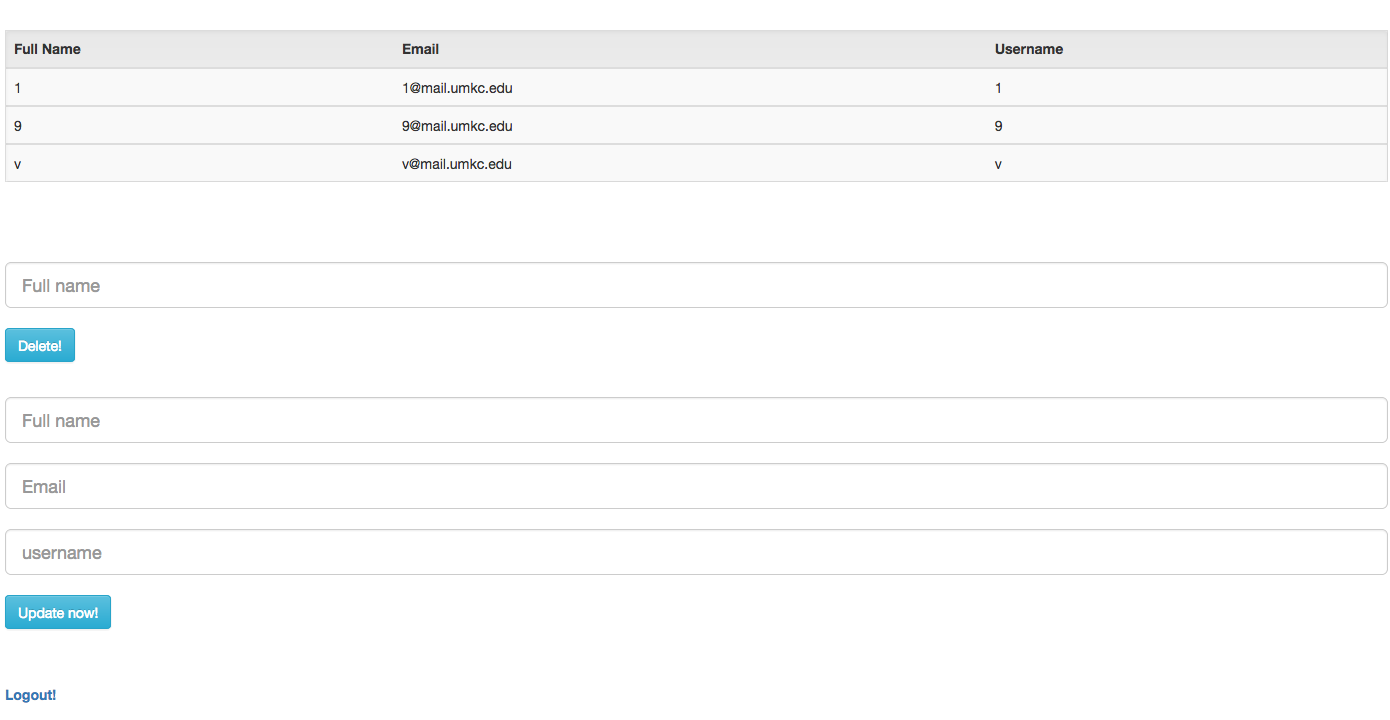 Full Name Email Username
1 1@mail.umkc.edu 1
9 9@mail.umkc.edu 9
v v@mail.umkc.edu v
Full name
Delete!
Full name
Email
username
Update now!
Logout!